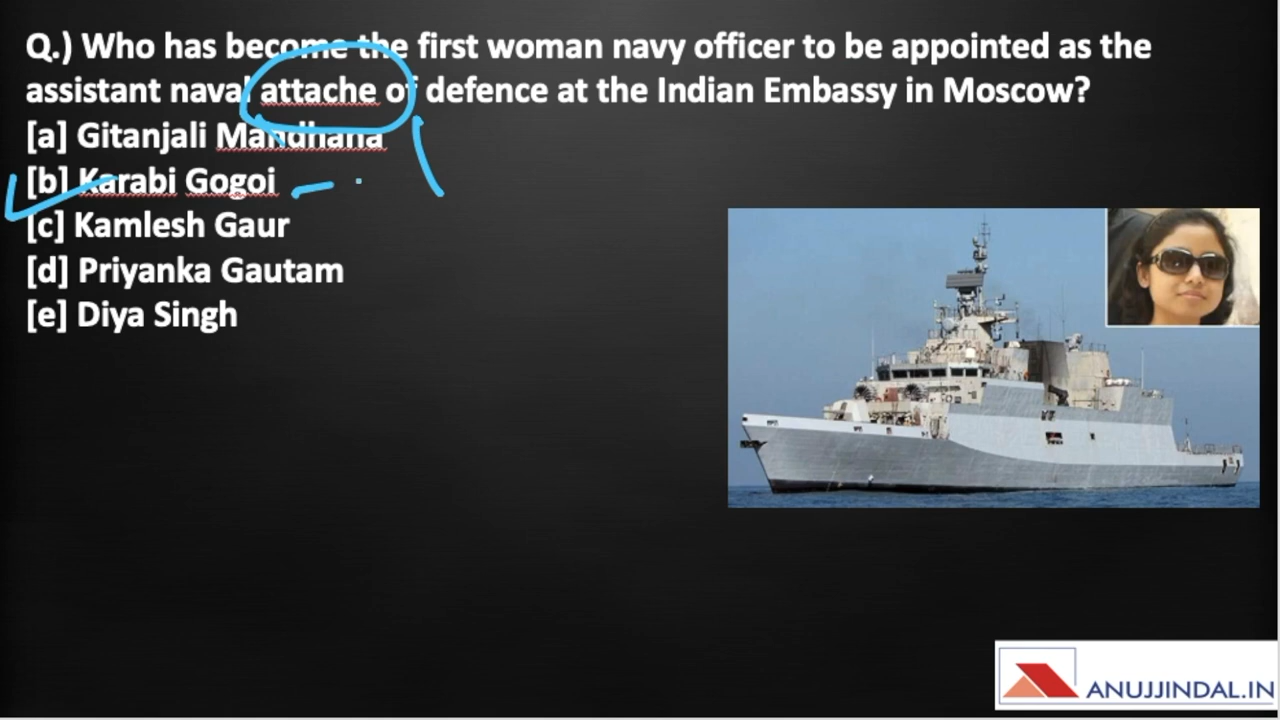 Q.) Who has become the first woman navy officer to be appointed as the
assistant naval attache of defence at the Indian Embassy in Moscow?
[a] Gitanjali Mandhana
[b] Karabi Gogoi
[c] Kamlesh Gaur
[d] Priyanka Gautam
[e] Diya Singh
ANUJJINDAL.IN